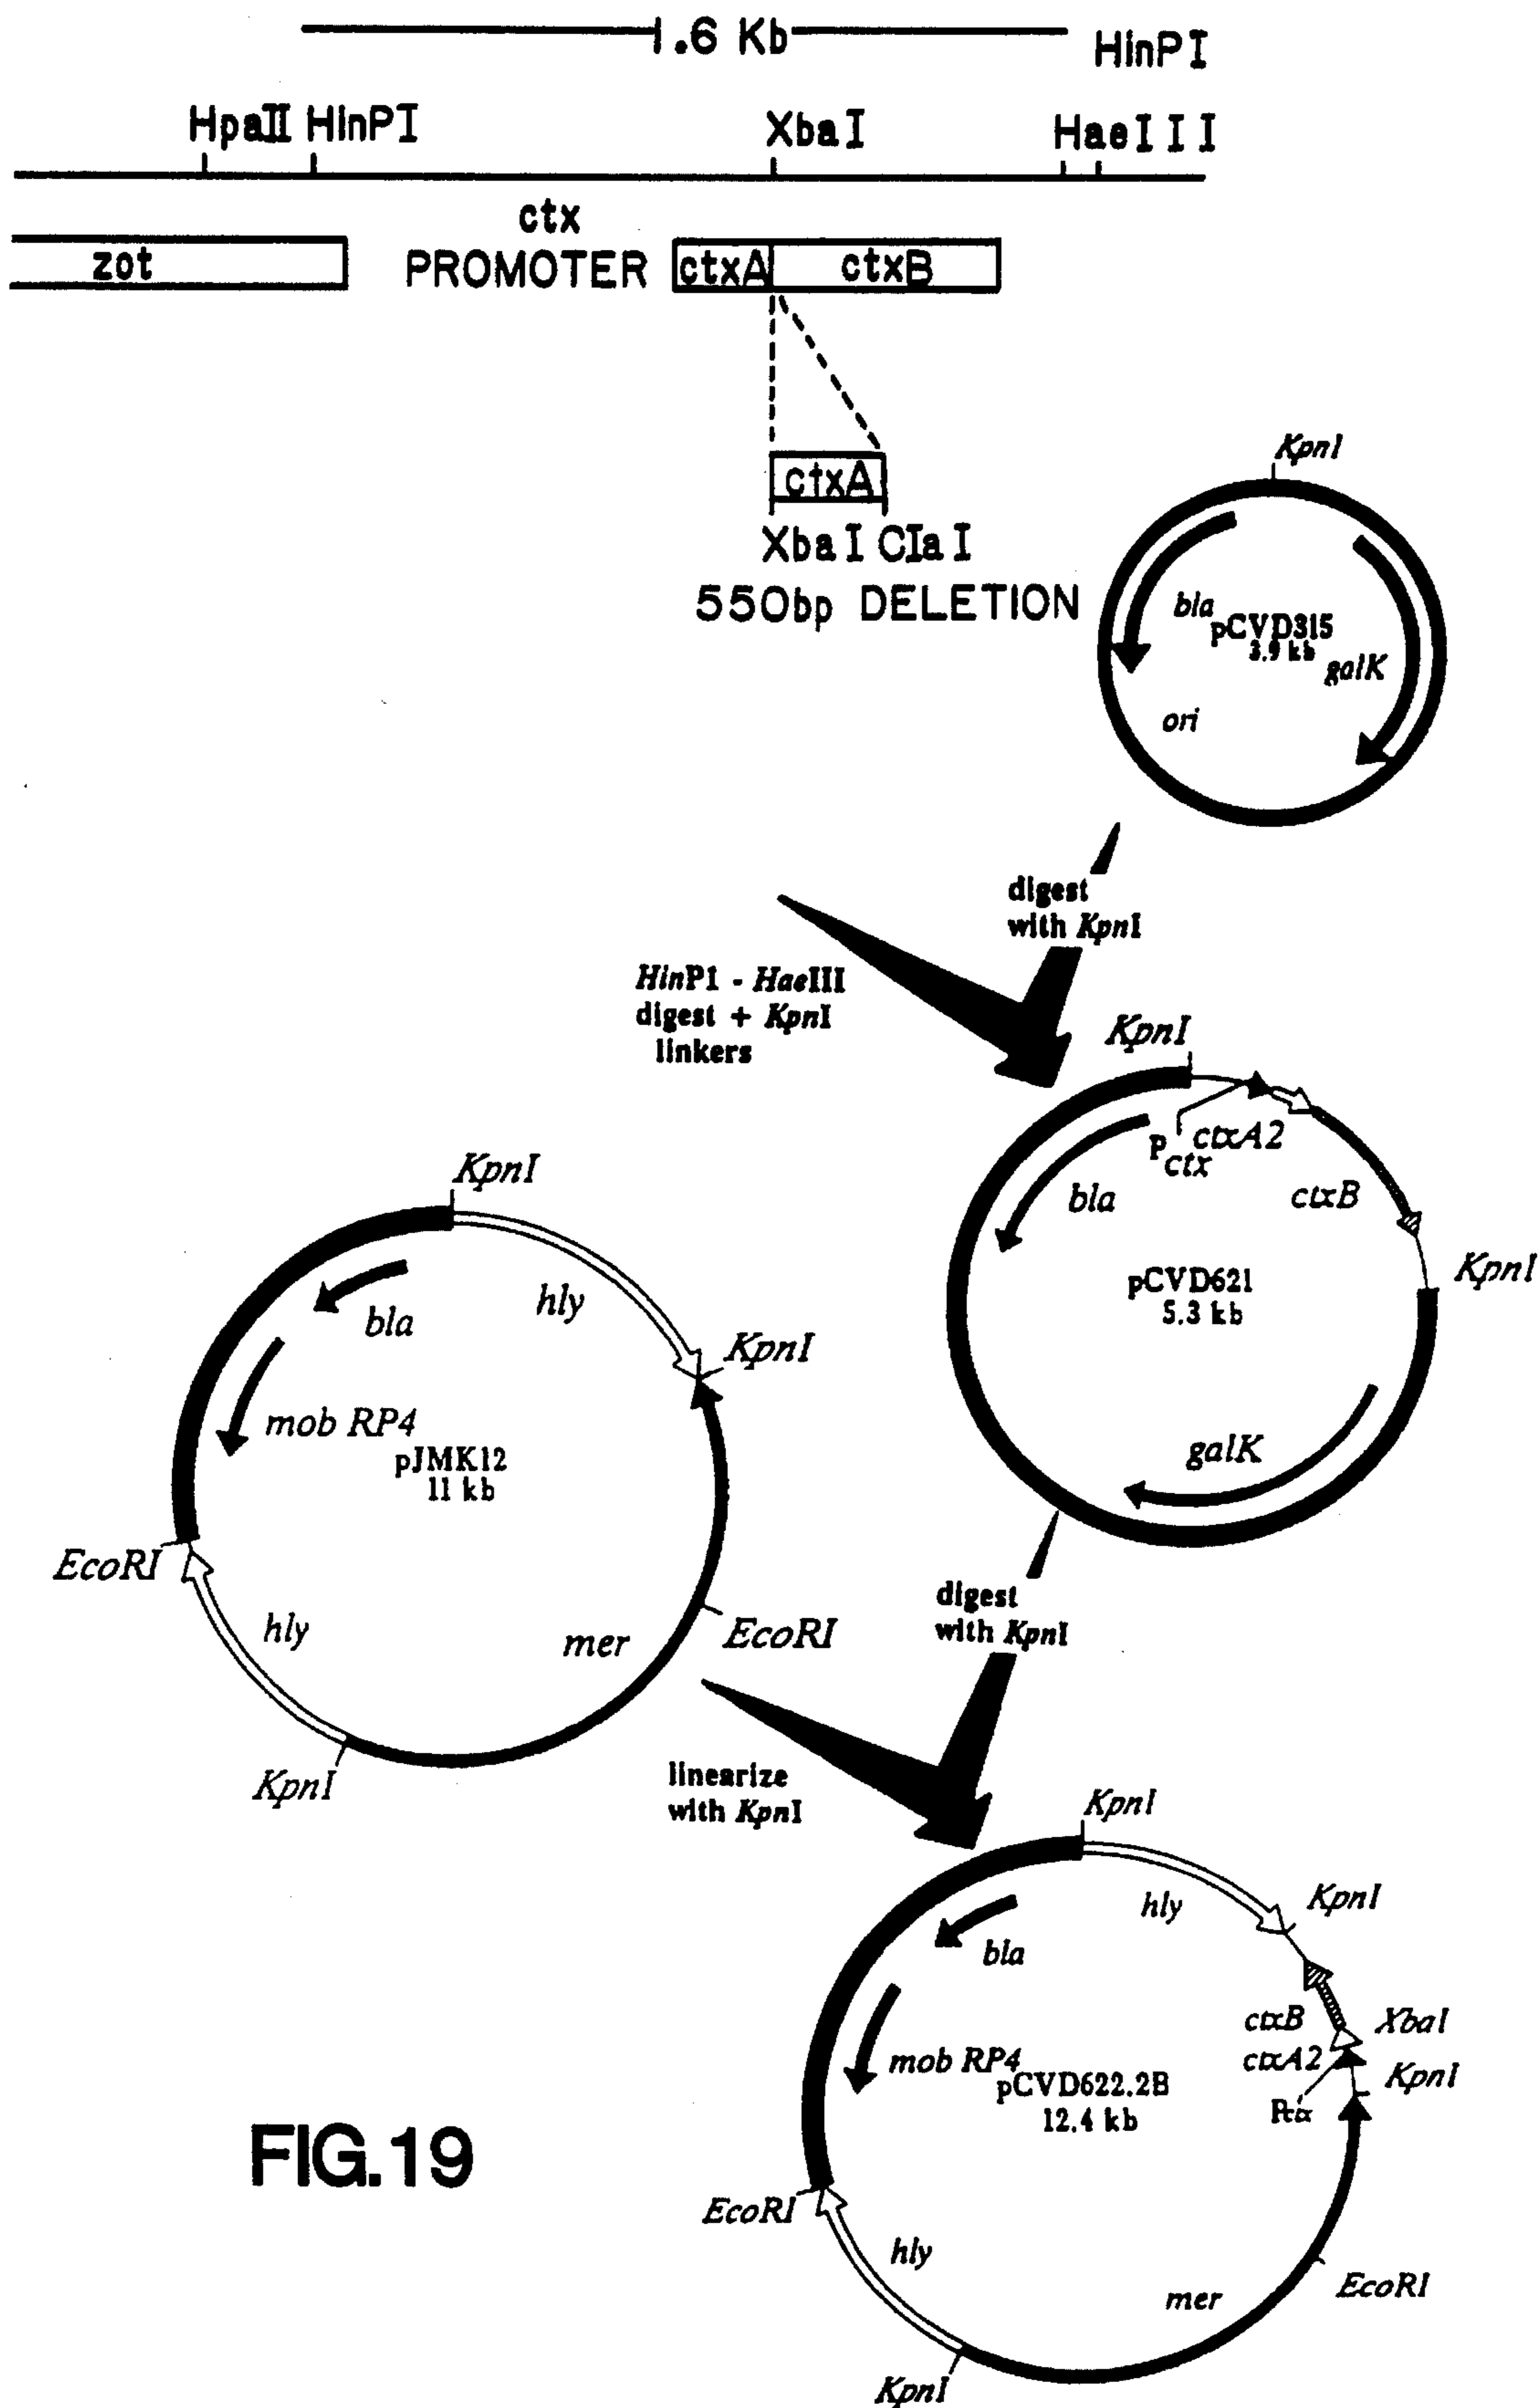 1.6 Kb
HinPI
HpaII HinPI XbaI HaeIII
ctx
PROMOTER
zot
ctxA ctxB
ctxA
XbaI ClaI
550bp DELETION
KpnI
bla
pCVD315
3.9 kb
galK
ori
digest
with KpnI
HinP1 - HaeIII
digest + KpnI
linkers
KpnI
Pctx
ctxA2
ctxB
bla
KpnI
pCVD621
5.3 kb
galK
KpnI
hly
bla
KpnI
mob RP4
pJMK12
11 kb
EcoRI
hly
mer
EcoRI
KpnI
digest
with KpnI
linearize
with KpnI
KpnI
hly
KpnI
bla
ctxB
XbaI
ctxA2
mob RP4
KpnI
pCVD622.2B
12.4 kb
Pctx
EcoRI
hly
mer
EcoRI
KpnI
FIG.19